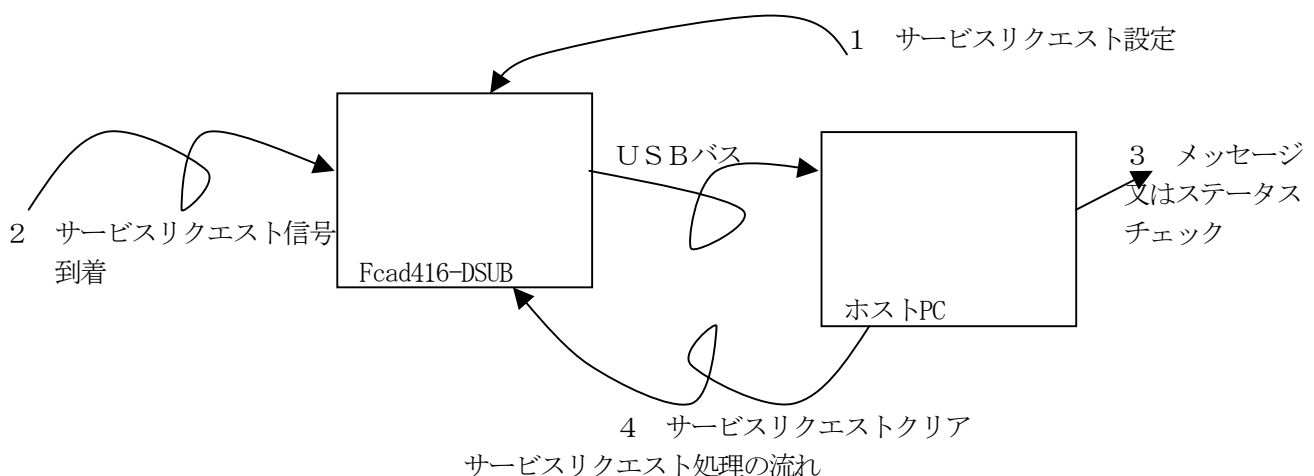 1　サービスリクエスト設定
USBバス
3　メッセージ
又はステータス
チェック
2　サービスリクエスト信号
到着
Fcad416-DSUB
ホストPC
4　サービスリクエストクリア
サービスリクエスト処理の流れ